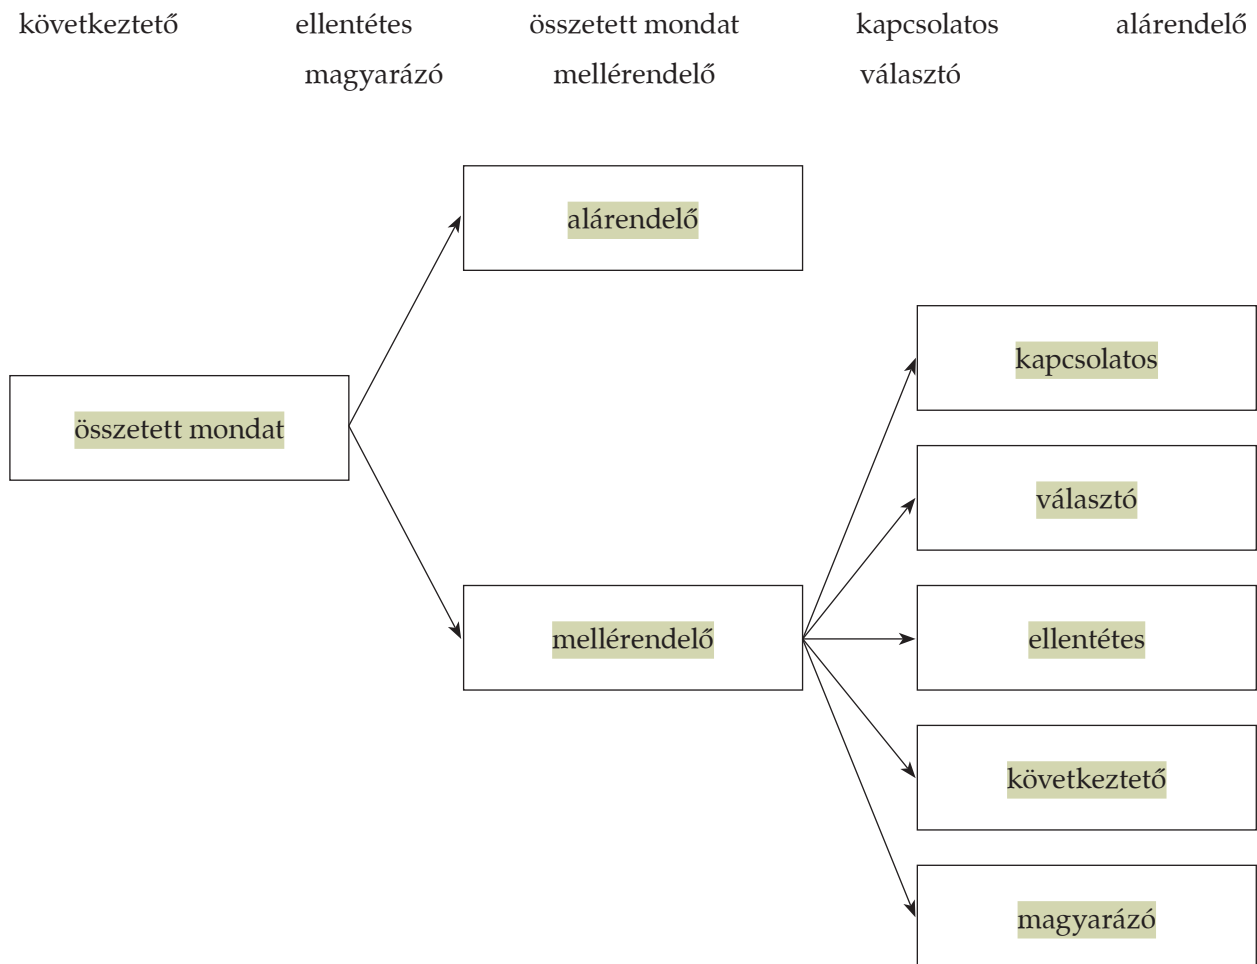 következtető ellentétes összetett mondat kapcsolatos alárendelő
magyarázó mellérendelő választó
alárendelő
kapcsolatos
összetett mondat
választó
mellérendelő
ellentétes
következtető
magyarázó